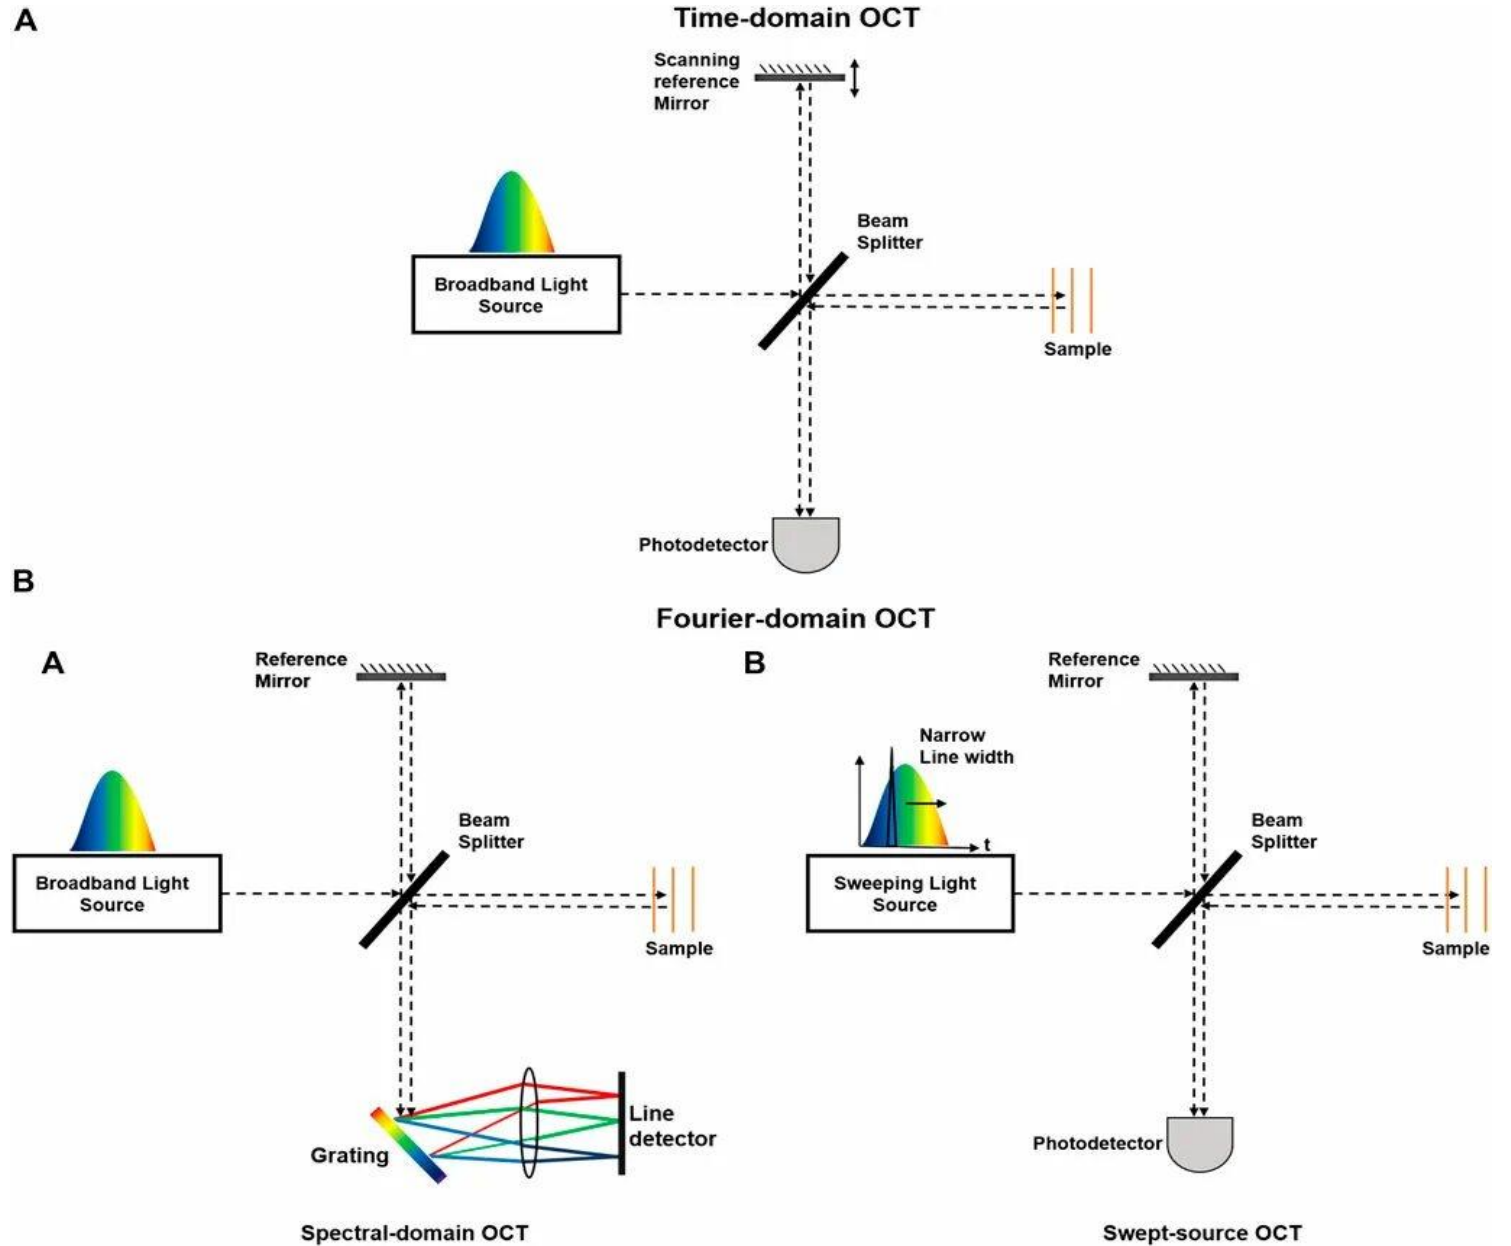 A
Time-domain OCT
Scanning
reference
Mirror
Beam
Splitter
Broadband Light
Source
Sample
Photodetector
B
Fourier-domain OCT
A
Reference
Mirror
Beam
Splitter
Broadband Light
Source
Sample
Grating
Line
detector
Spectral-domain OCT
B
Reference
Mirror
Narrow
Line width
t
Beam
Splitter
Sweeping Light
Source
Sample
Photodetector
Swept-source OCT